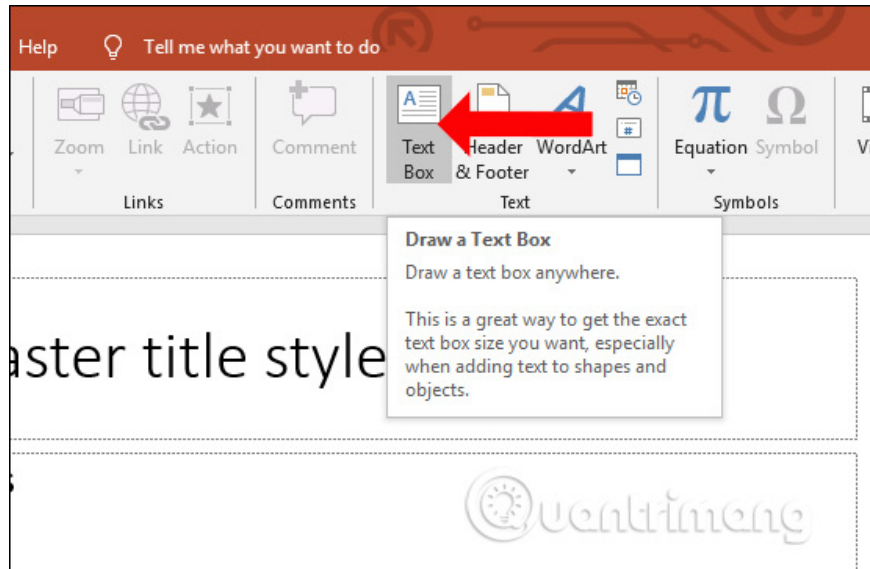 Help Tell me what you want to do
Zoom Link Action Comment Text Header WordArt Equation Symbol
Box & Footer
Links Comments Text Symbols
Draw a Text Box
Draw a text box anywhere.
This is a great way to get the exact
text box size you want, especially
when adding text to shapes and
objects.
aster title style
s
Quantrimang